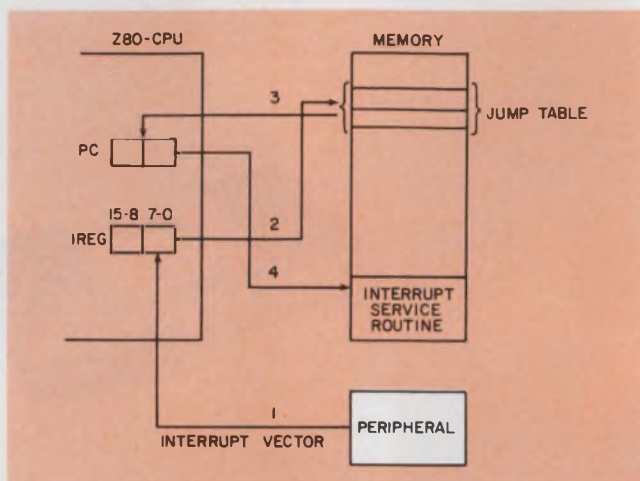 Z80-CPU
MEMORY
3
JUMP TABLE
PC
15-8 7-0
IREG
2
4
INTERRUPT
SERVICE
ROUTINE
1
INTERRUPT VECTOR
PERIPHERAL